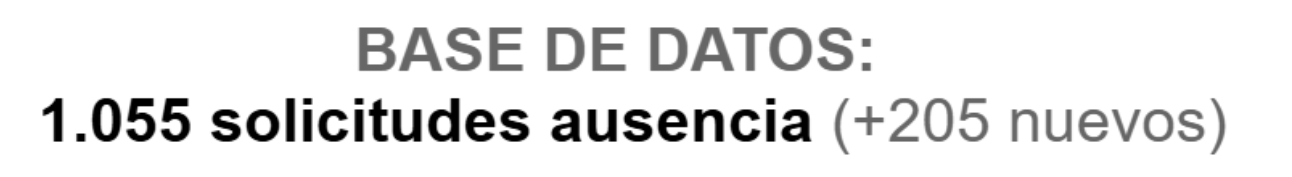 BASE DE DATOS:
1.055 solicitudes ausencia (+205 nuevos)